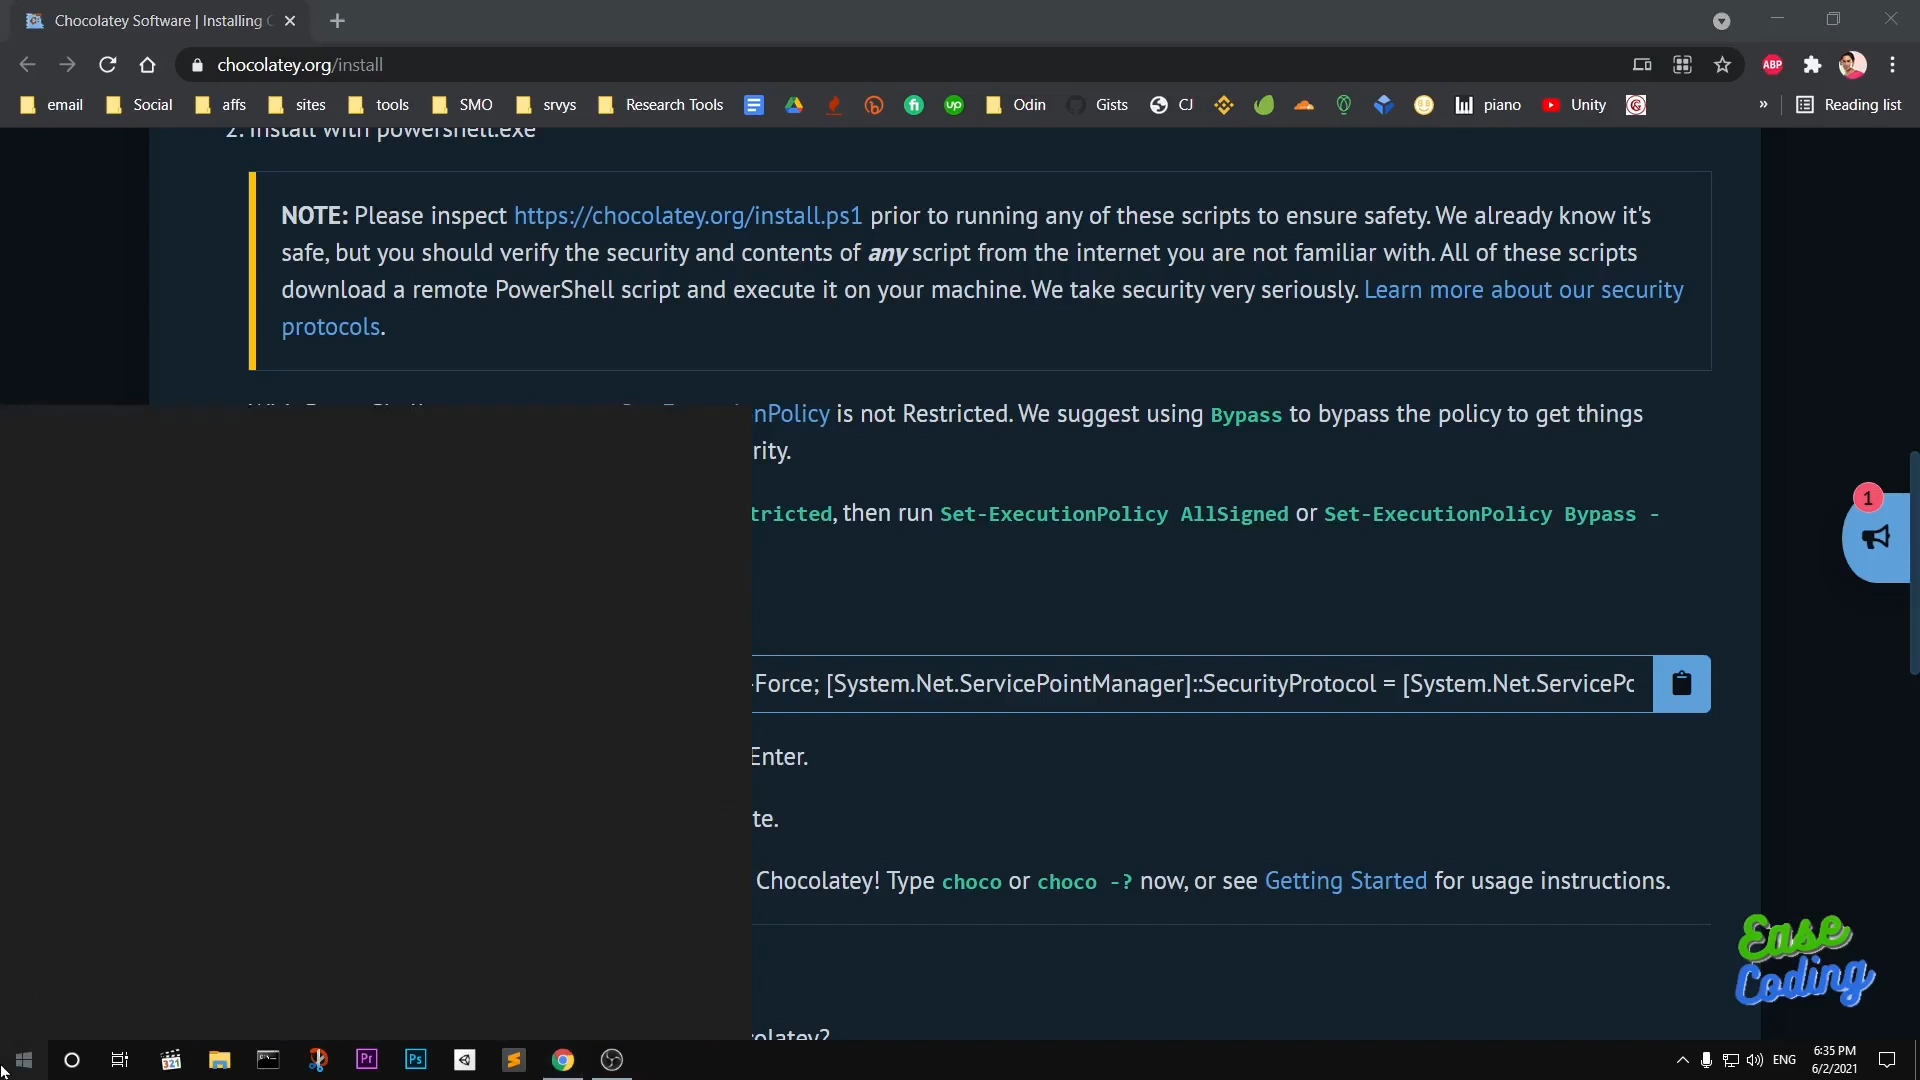 Chocolatey Software | Installing C
chocolatey.org/install
ABP
email Social affs sites tools SMO srvys Research Tools Odin Gists CJ piano Unity » Reading list
2. Install with powershell.exe
NOTE: Please inspect https://chocolatey.org/install.ps1 prior to running any of these scripts to ensure safety. We already know it's
safe, but you should verify the security and contents of any script from the internet you are not familiar with. All of these scripts
download a remote PowerShell script and execute it on your machine. We take security very seriously. Learn more about our security
protocols.
nPolicy is not Restricted. We suggest using Bypass to bypass the policy to get things
rity.
1
tricted, then run Set-ExecutionPolicy AllSigned or Set-ExecutionPolicy Bypass -
-Force; [System.Net.ServicePointManager]::SecurityProtocol = [System.Net.ServicePo
Enter.
te.
Chocolatey! Type choco or choco -? now, or see Getting Started for usage instructions.
Ease
Coding
olatey?
321 Pr Ps ENG
6:35 PM
6/2/2021